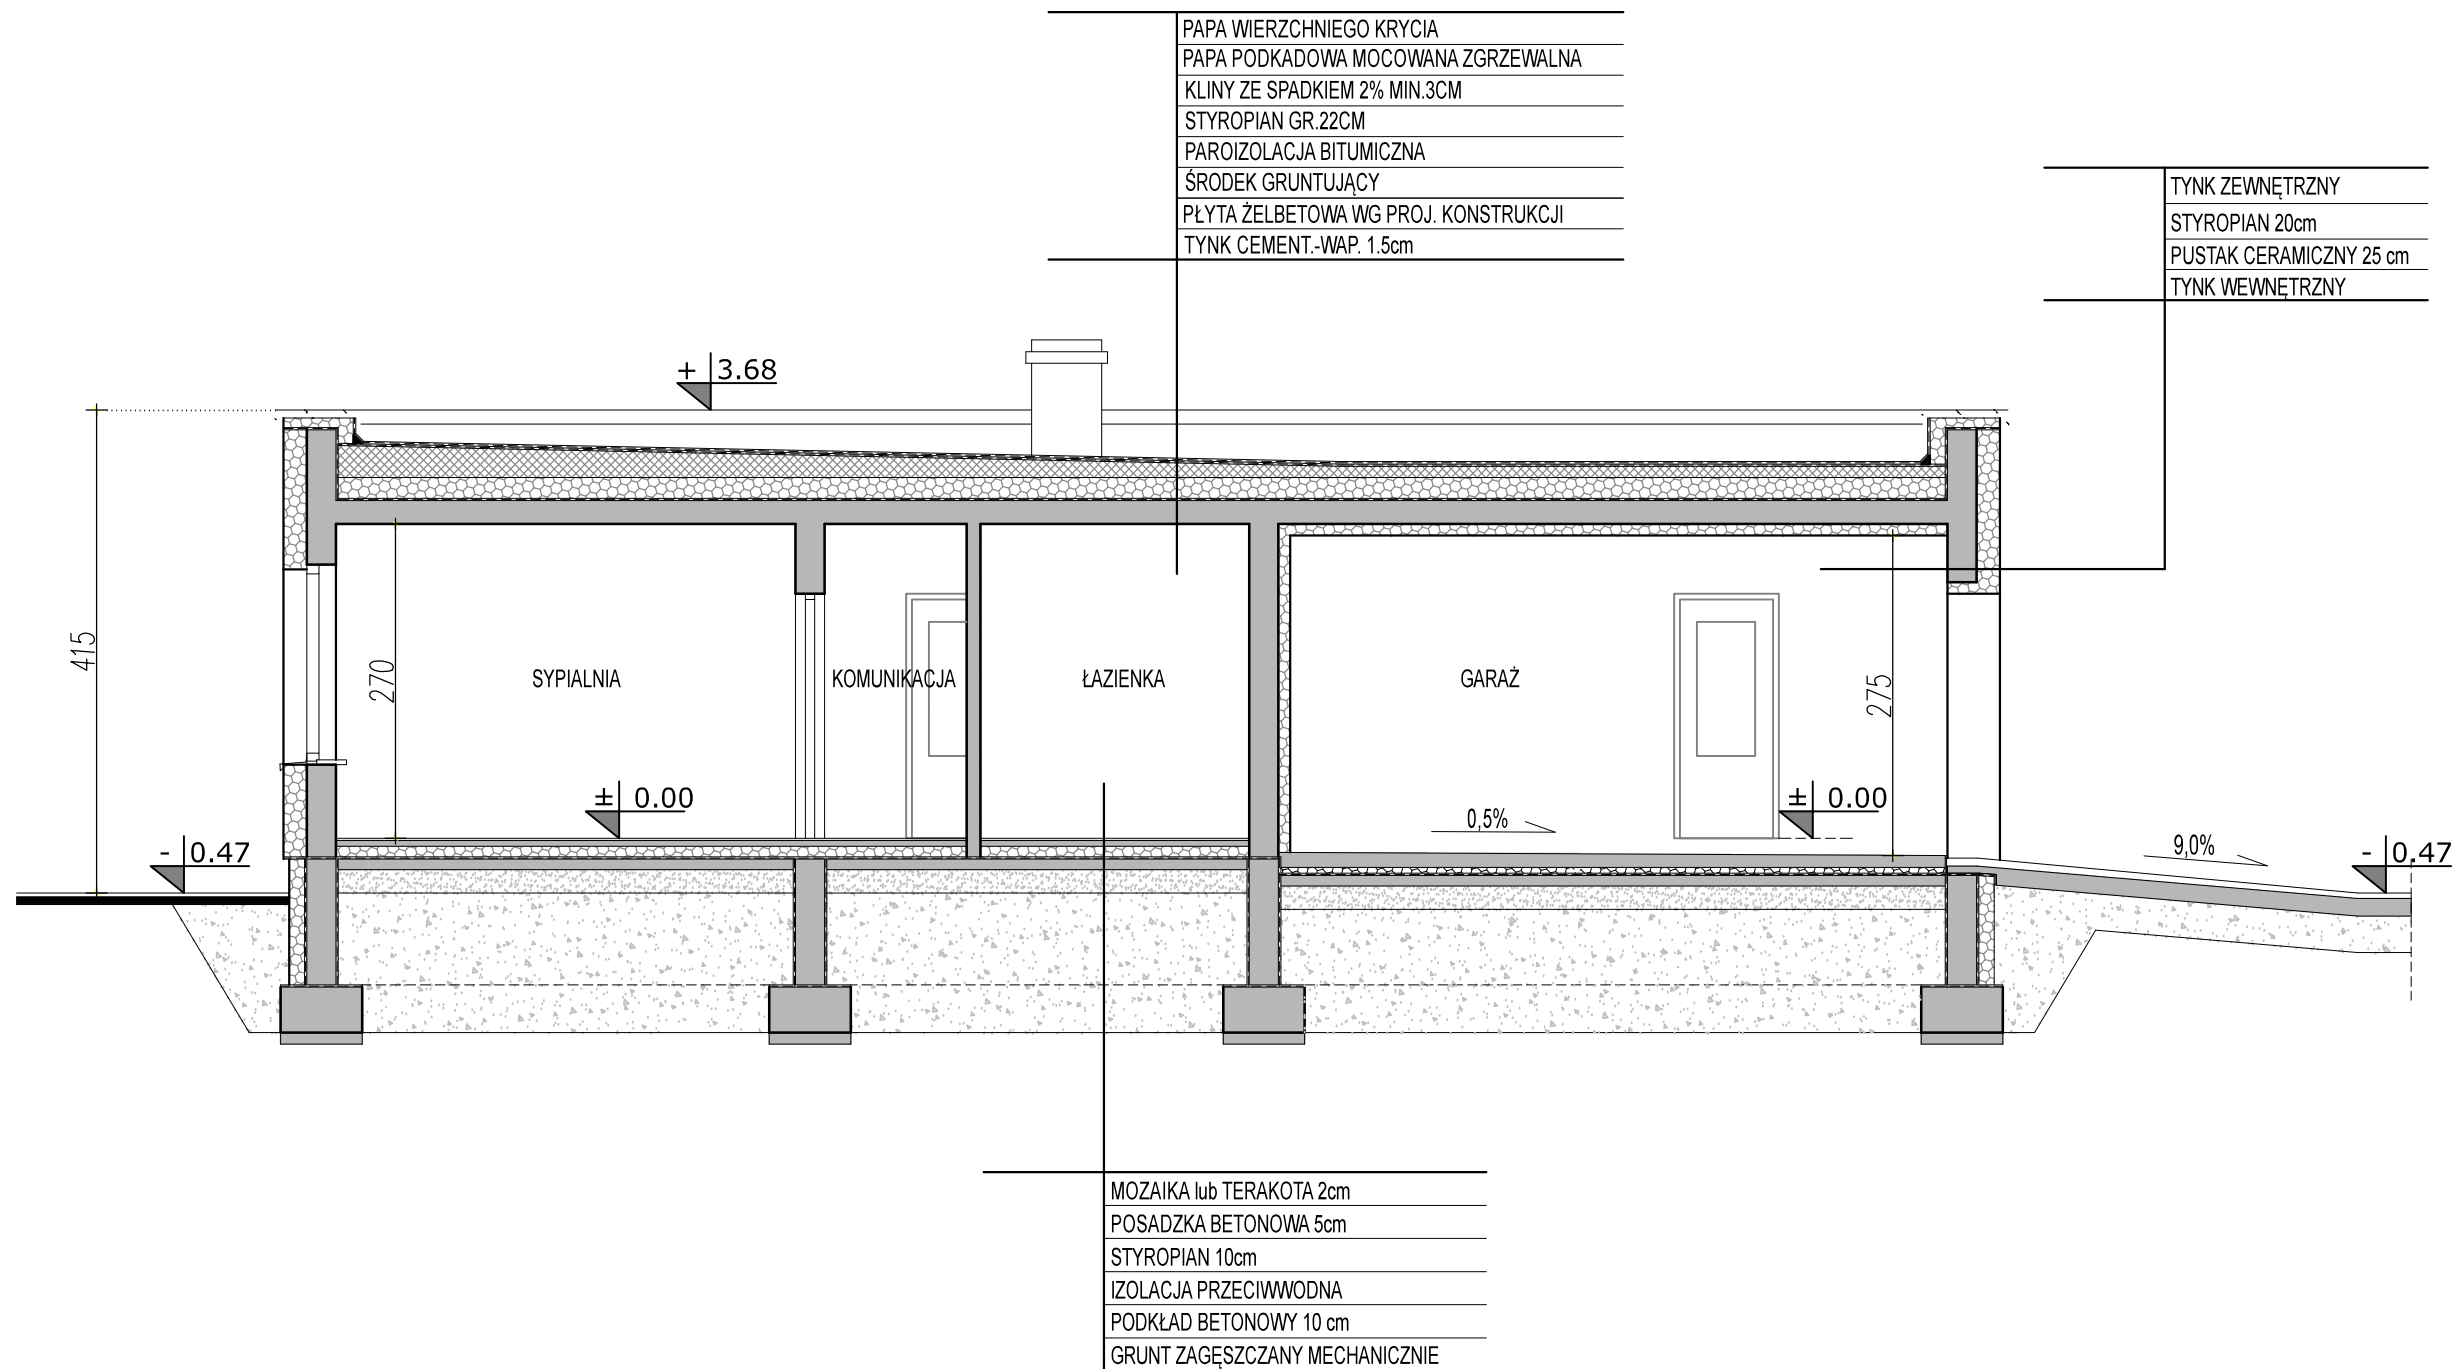 PAPA WIERZCHNIEGO KRYCIA
PAPA PODKADOWA MOCOWANA ZGRZEWALNA
KLINY ZE SPADKIEM 2% MIN.3CM
STYROPIAN GR.22CM
PAROIZOLACJA BITUMICZNA
ŚRODEK GRUNTUJĄCY
PŁYTA ŻELBETOWA WG PROJ. KONSTRUKCJI
TYNK CEMENT.-WAP. 1.5cm
TYNK ZEWNĘTRZNY
STYROPIAN 20cm
PUSTAK CERAMICZNY 25 cm
TYNK WEWNĘTRZNY
+ 3.68
415
270
SYPIALNIA
KOMUNIKACJA
ŁAZIENKA
GARAŻ
275
± 0.00
± 0.00
0,5%
9,0%
- 0.47
- 0.47
MOZAIKA lub TERAKOTA 2cm
POSADZKA BETONOWA 5cm
STYROPIAN 10cm
IZOLACJA PRZECIWWODNA
PODKŁAD BETONOWY 10 cm
GRUNT ZAGĘSZCZANY MECHANICZNIE